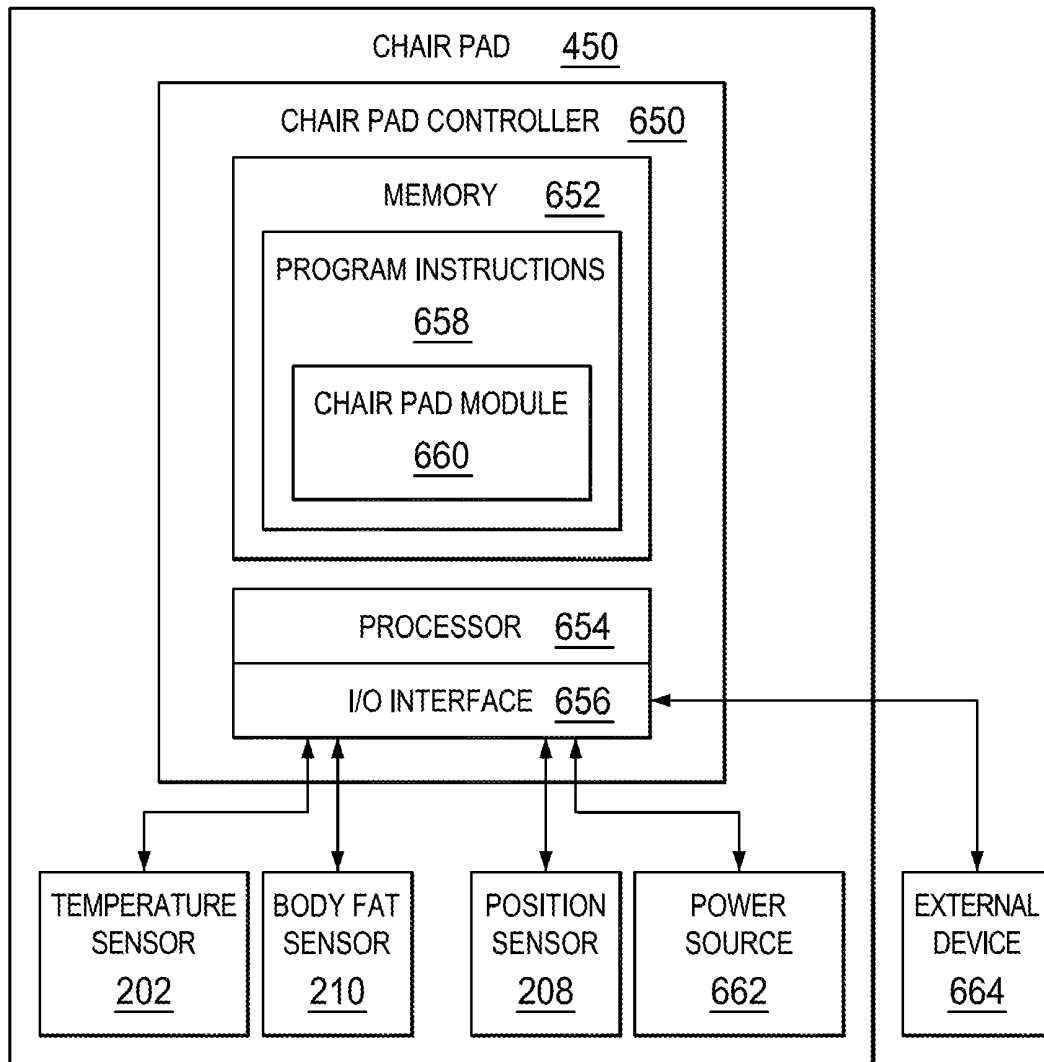 CHAIR PAD 450
CHAIR PAD CONTROLLER 650
MEMORY 652
PROGRAM INSTRUCTIONS
658
CHAIR PAD MODULE
660
PROCESSOR 654
I/O INTERFACE 656
TEMPERATURE
SENSOR
202
BODY FAT
SENSOR
210
POSITION
SENSOR
208
POWER
SOURCE
662
EXTERNAL
DEVICE
664